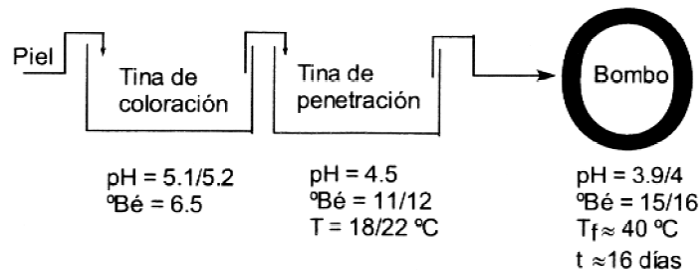 Piel
Tina de
coloración
Tina de
penetración
Bombo
pH = 5.1/5.2
ºBé = 6.5
pH = 4.5
ºBé = 11/12
T = 18/22 ºC
pH = 3.9/4
ºBé = 15/16
Tf ≈ 40 ºC
t ≈16 días